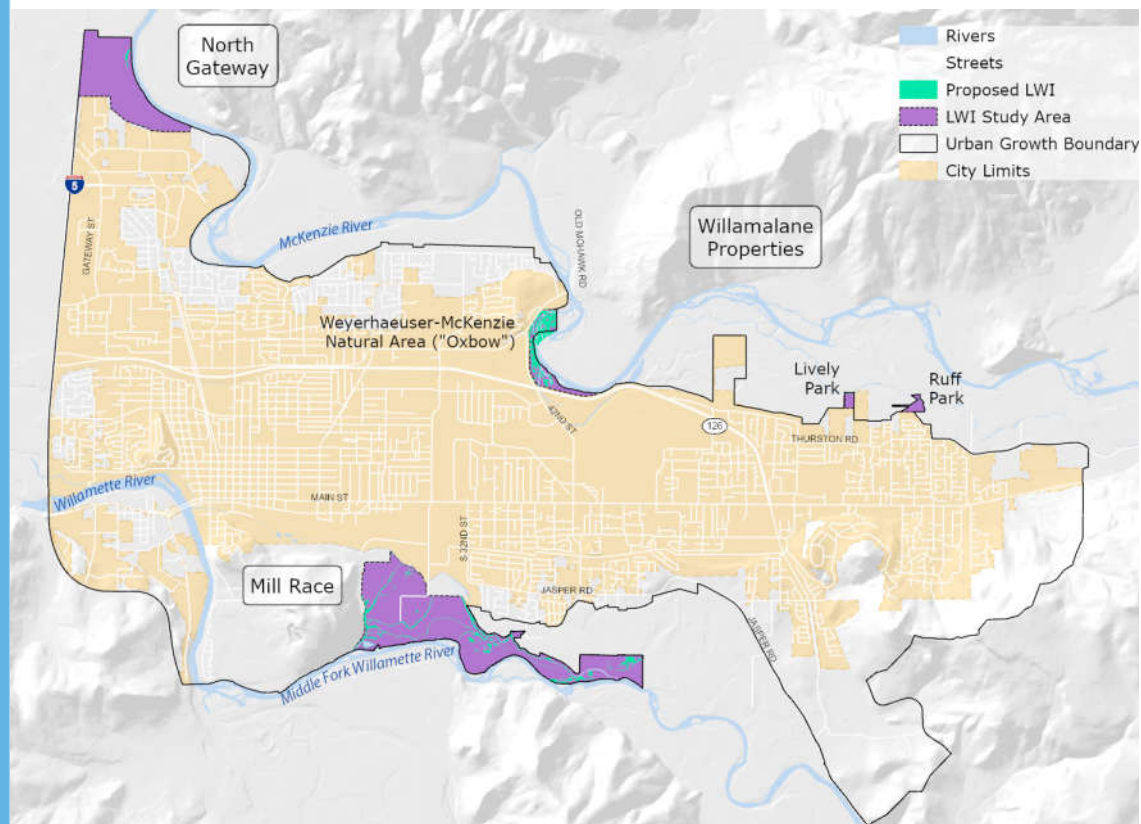 North
Gateway
Rivers
Streets
Proposed LWI
LWI Study Area
Urban Growth Boundary
City Limits
5
GATEWAY ST
McKenzie River
OLD MOHAWK RD
Willamalane
Properties
Weyerhaeuser-McKenzie
Natural Area ("Oxbow")
Lively
Park
Ruff
Park
42ND ST
126
THURSTON RD
Willamette River
MAIN ST
S 32ND ST
Mill Race
JASPER RD
JASPER RD
Middle Fork Willamette River